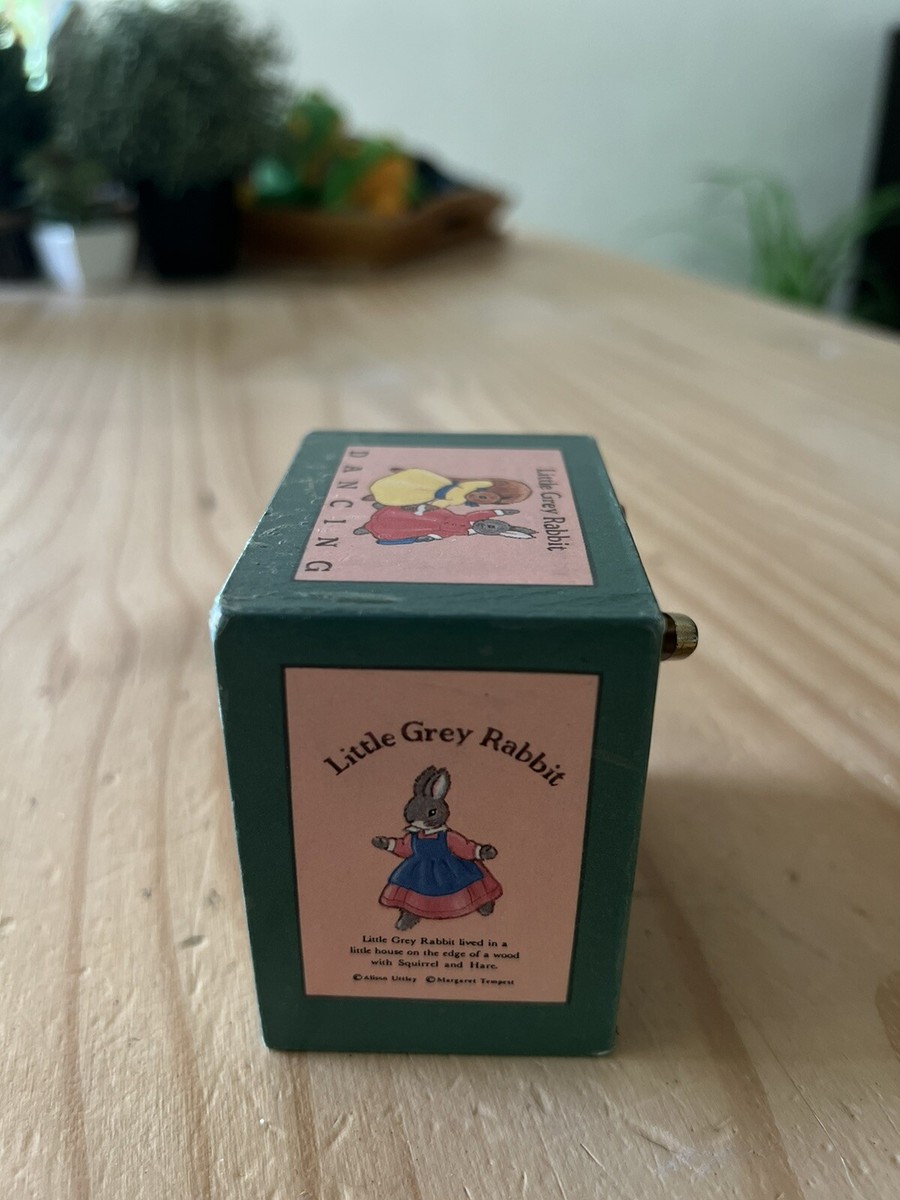 Little Grey Rabbit
DANCING
Little Grey Rabbit
Little Grey Rabbit lived in a
little house on the edge of a wood
with Squirrel and Hare.
©Alison Uttley ©Margaret Tempest